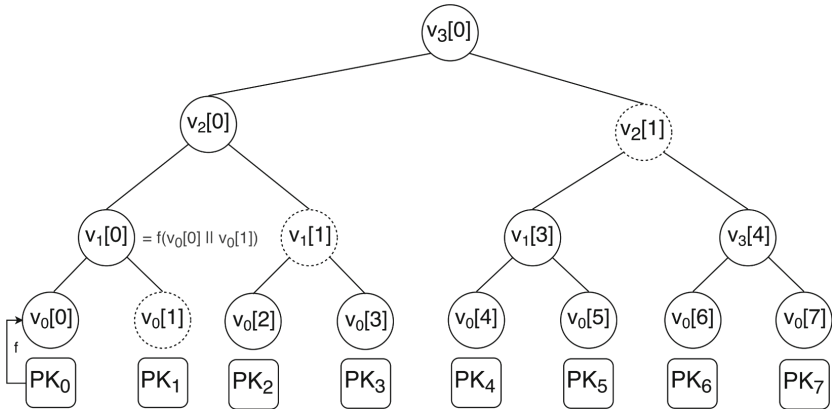 v₃[0]
v₂[0]
v₂[1]
v₁[0] = f(v₀[0] || v₀[1]) v₁[1] v₁[3] v₃[4]
v₀[0] v₀[1] v₀[2] v₀[3] v₀[4] v₀[5] v₀[6] v₀[7]
f
PK₀ PK₁ PK₂ PK₃ PK₄ PK₅ PK₆ PK₇